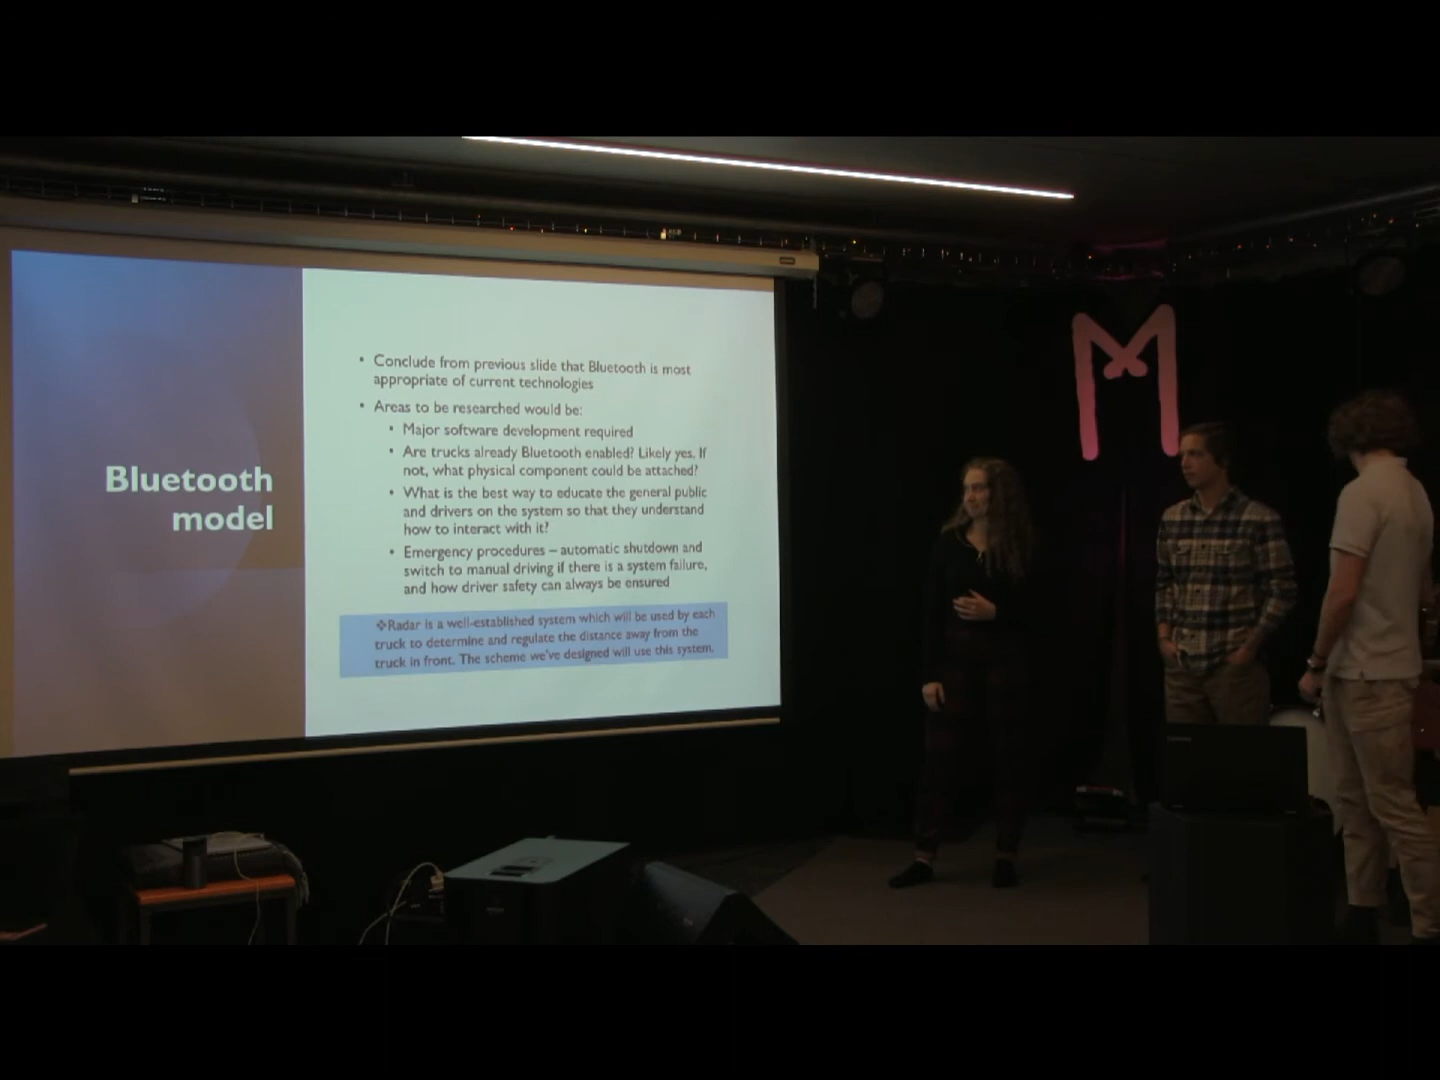 Bluetooth
model
• Conclude from previous slide that Bluetooth is most
appropriate of current technologies
• Areas to be researched would be:
• Major software development required
• Are trucks already Bluetooth enabled? Likely yes. If
not, what physical component could be attached?
• What is the best way to educate the general public
and drivers on the system so that they understand
how to interact with it?
• Emergency procedures – automatic shutdown and
switch to manual driving if there is a system failure,
and how driver safety can always be ensured
❖Radar is a well-established system which will be used by each
truck to determine and regulate the distance away from the
truck in front. The scheme we've designed will use this system.
M